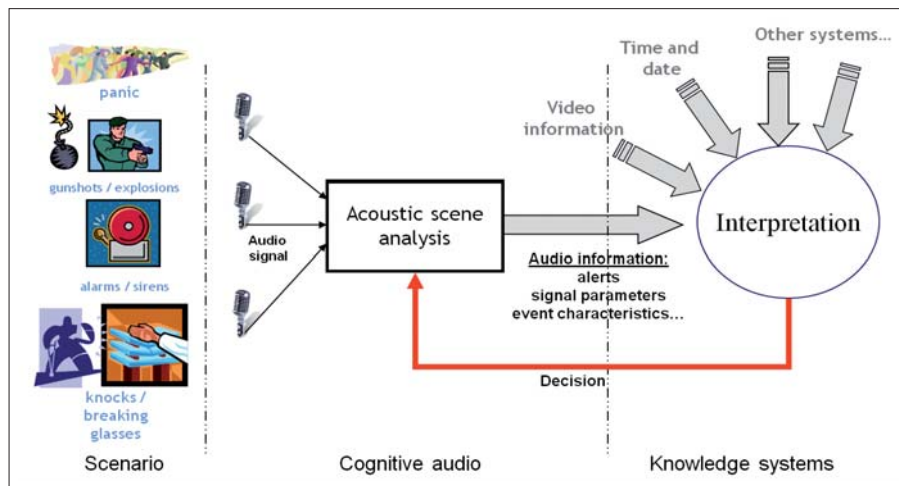 panic
gunshots / explosions
alarms / sirens
knocks /
breaking
glasses
Scenario
Audio
signal
Acoustic scene
analysis
Audio information:
alerts
signal parameters
event characteristics...
Decision
Cognitive audio
Video
information
Time and
date
Other systems...
Interpretation
Knowledge systems